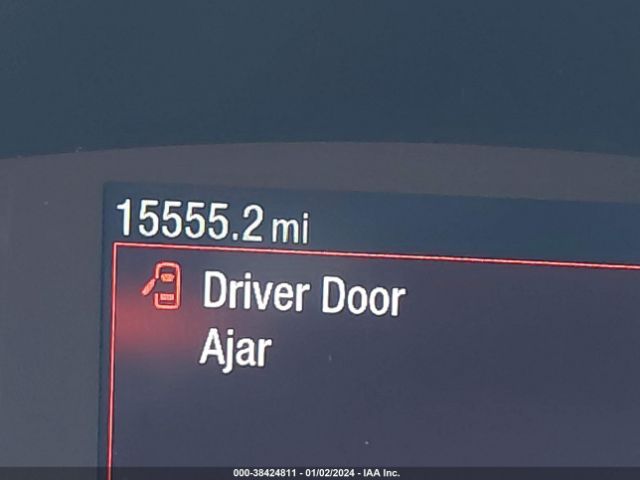 15555.2 mi
Driver Door
Ajar
000-38424811 - 01/02/2024 - IAA Inc.